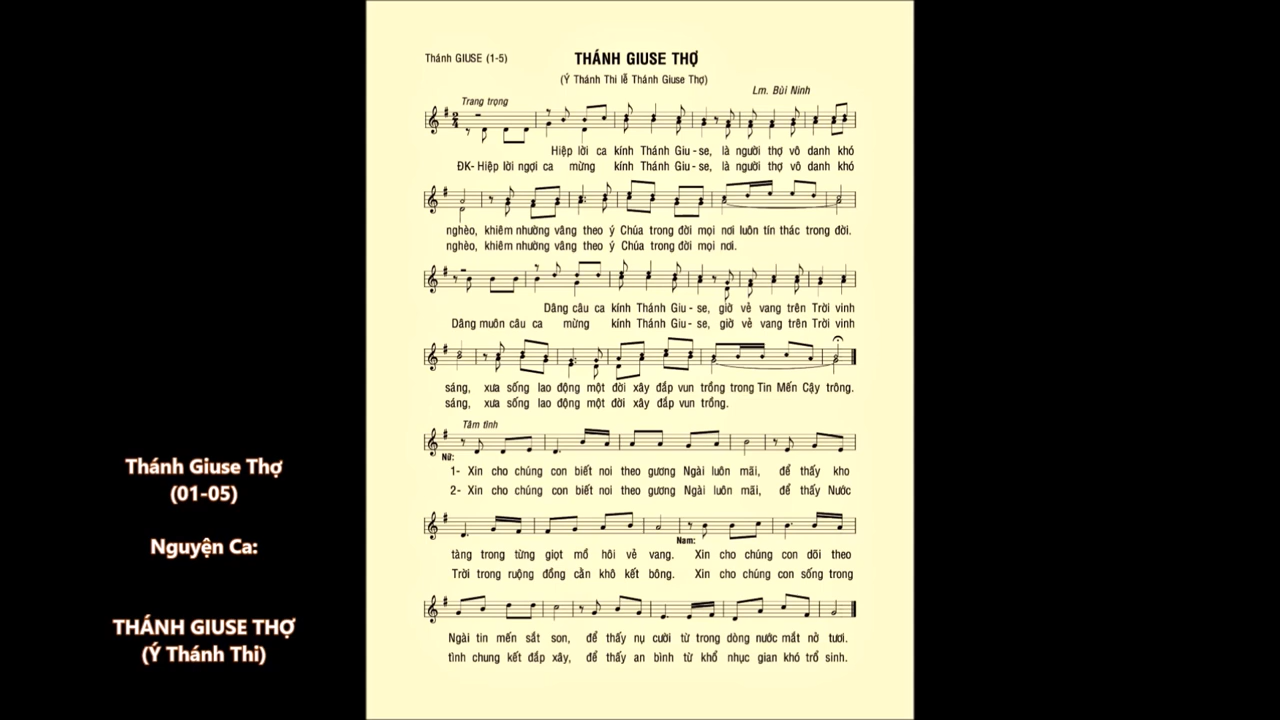 Thánh GIUSE (1-5)
THÁNH GIUSE THỢ
(Ý Thánh Thi lễ Thánh Giuse Thợ)
Lm. Bùi Ninh
Trang trọng
2
4
Hiệp lời ca kính Thánh Giu - se, là người thợ vô danh khó
ĐK- Hiệp lời ngợi ca mừng kính Thánh Giu - se, là người thợ vô danh khó
nghèo, khiêm nhường vâng theo ý Chúa trong đời mọi nơi luôn tín thác trong đời.
nghèo, khiêm nhường vâng theo ý Chúa trong đời mọi nơi.
Dâng câu ca kính Thánh Giu - se, giờ vẻ vang trên Trời vinh
Dâng muôn câu ca mừng kính Thánh Giu - se, giờ vẻ vang trên Trời vinh
sáng, xưa sống lao động một đời xây đắp vun trồng trong Tin Mến Cậy trông.
sáng, xưa sống lao động một đời xây đắp vun trồng.
Tâm tình
Nữ:
1- Xin cho chúng con biết noi theo gương Ngài luôn mãi, để thấy kho
2- Xin cho chúng con biết noi theo gương Ngài luôn mãi, để thấy Nước
Nam:
tàng trong từng giọt mồ hôi vẻ vang. Xin cho chúng con dõi theo
Trời trong ruộng đồng cằn khô kết bông. Xin cho chúng con sống trong
Ngài tin mến sắt son, để thấy nụ cười từ trong dòng nước mắt nở tươi.
tình chung kết đắp xây, để thấy an bình từ khổ nhục gian khó trổ sinh.
Thánh Giuse Thợ
(01-05)
Nguyện Ca:
THÁNH GIUSE THỢ
(Ý Thánh Thi)